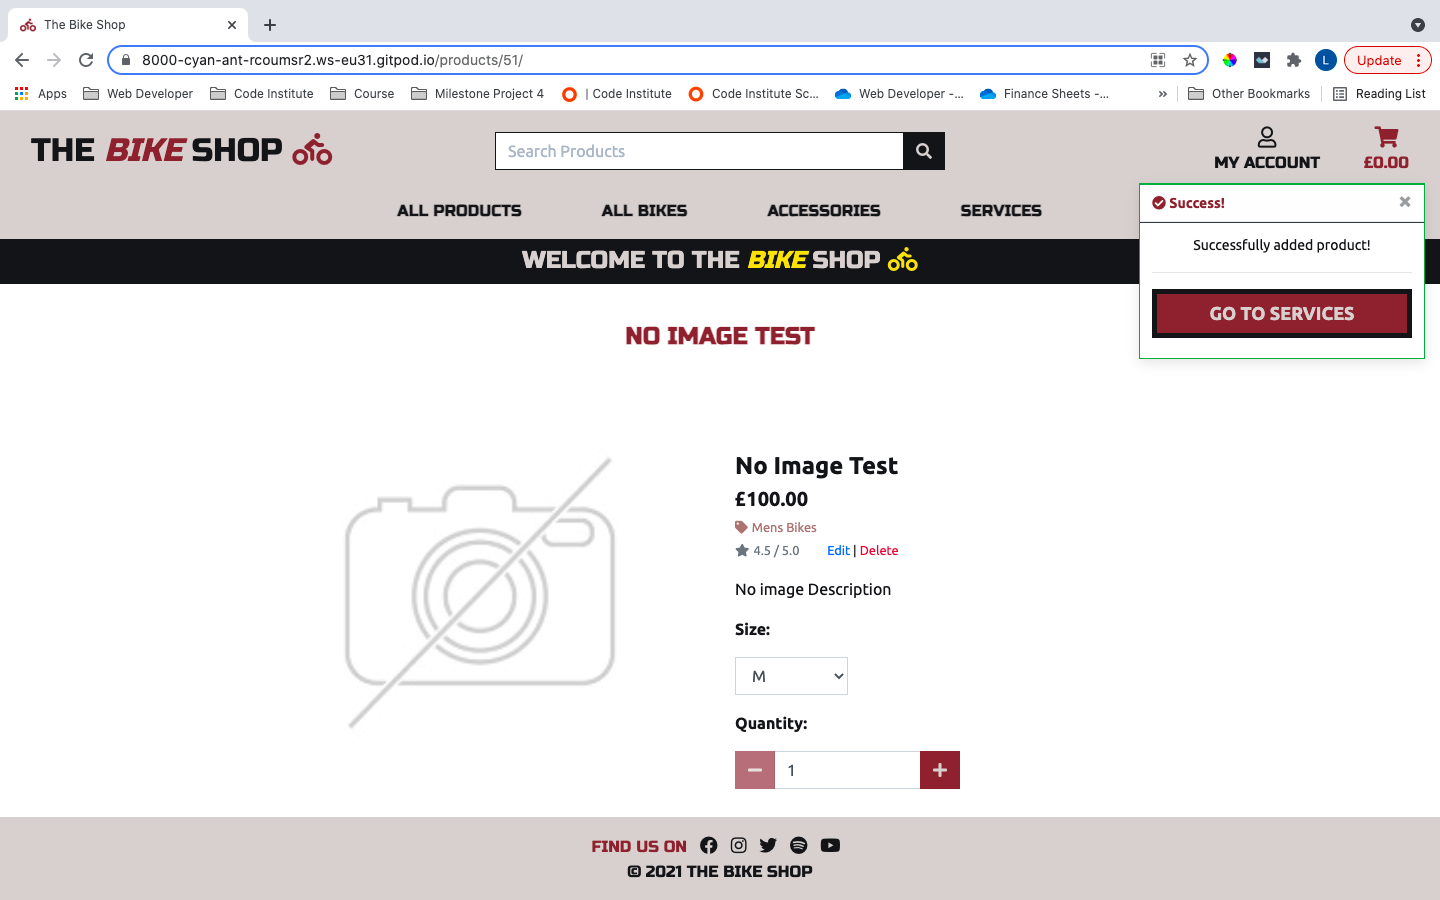 The Bike Shop
8000-cyan-ant-rcoumsr2.ws-eu31.gitpod.io/products/51/
L
Update
Apps
Web Developer
Code Institute
Course
Milestone Project 4
| Code Institute
Code Institute Sc...
Web Developer -...
Finance Sheets -...
»
Other Bookmarks
Reading List
THE BIKE SHOP
Search Products
MY ACCOUNT
£0.00
ALL PRODUCTS
ALL BIKES
ACCESSORIES
SERVICES
Success!
Successfully added product!
GO TO SERVICES
WELCOME TO THE BIKE SHOP
NO IMAGE TEST
No Image Test
£100.00
Mens Bikes
4.5 / 5.0 Edit | Delete
No image Description
Size:
M
Quantity:
1
FIND US ON
© 2021 THE BIKE SHOP